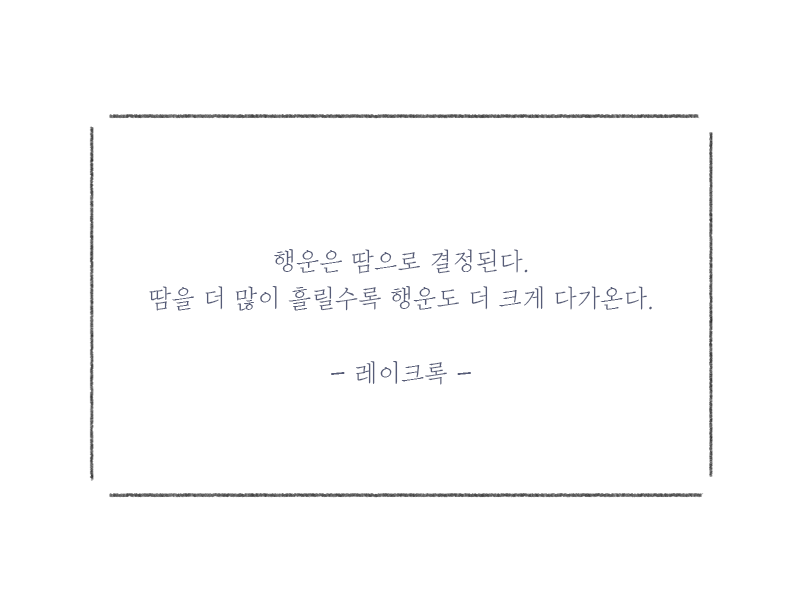 행운은 땀으로 결정된다.
땀을 더 많이 흘릴수록 행운도 더 크게 다가온다.
- 레이크록 -